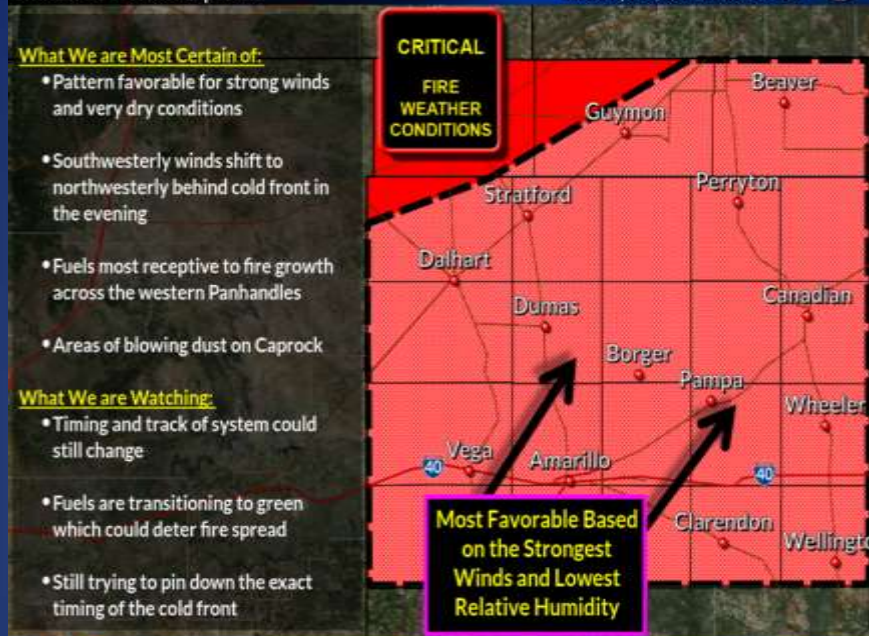 What We are Most Certain of:
• Pattern favorable for strong winds
and very dry conditions
• Southwesterly winds shift to
northwesterly behind cold front in
the evening
• Fuels most receptive to fire growth
across the western Panhandles
• Areas of blowing dust on Caprock
What We are Watching:
• Timing and track of system could
still change
• Fuels are transitioning to green
which could deter fire spread
• Still trying to pin down the exact
timing of the cold front
CRITICAL
FIRE
WEATHER
CONDITIONS
Beaver
Guymon
Perryton
Stratford
Dalhart
Canadian
Dumas
Borger
Pampa
Wheeler
Vega
Amarillo
40
40
Clarendon
Wellingto
Most Favorable Based
on the Strongest
Winds and Lowest
Relative Humidity